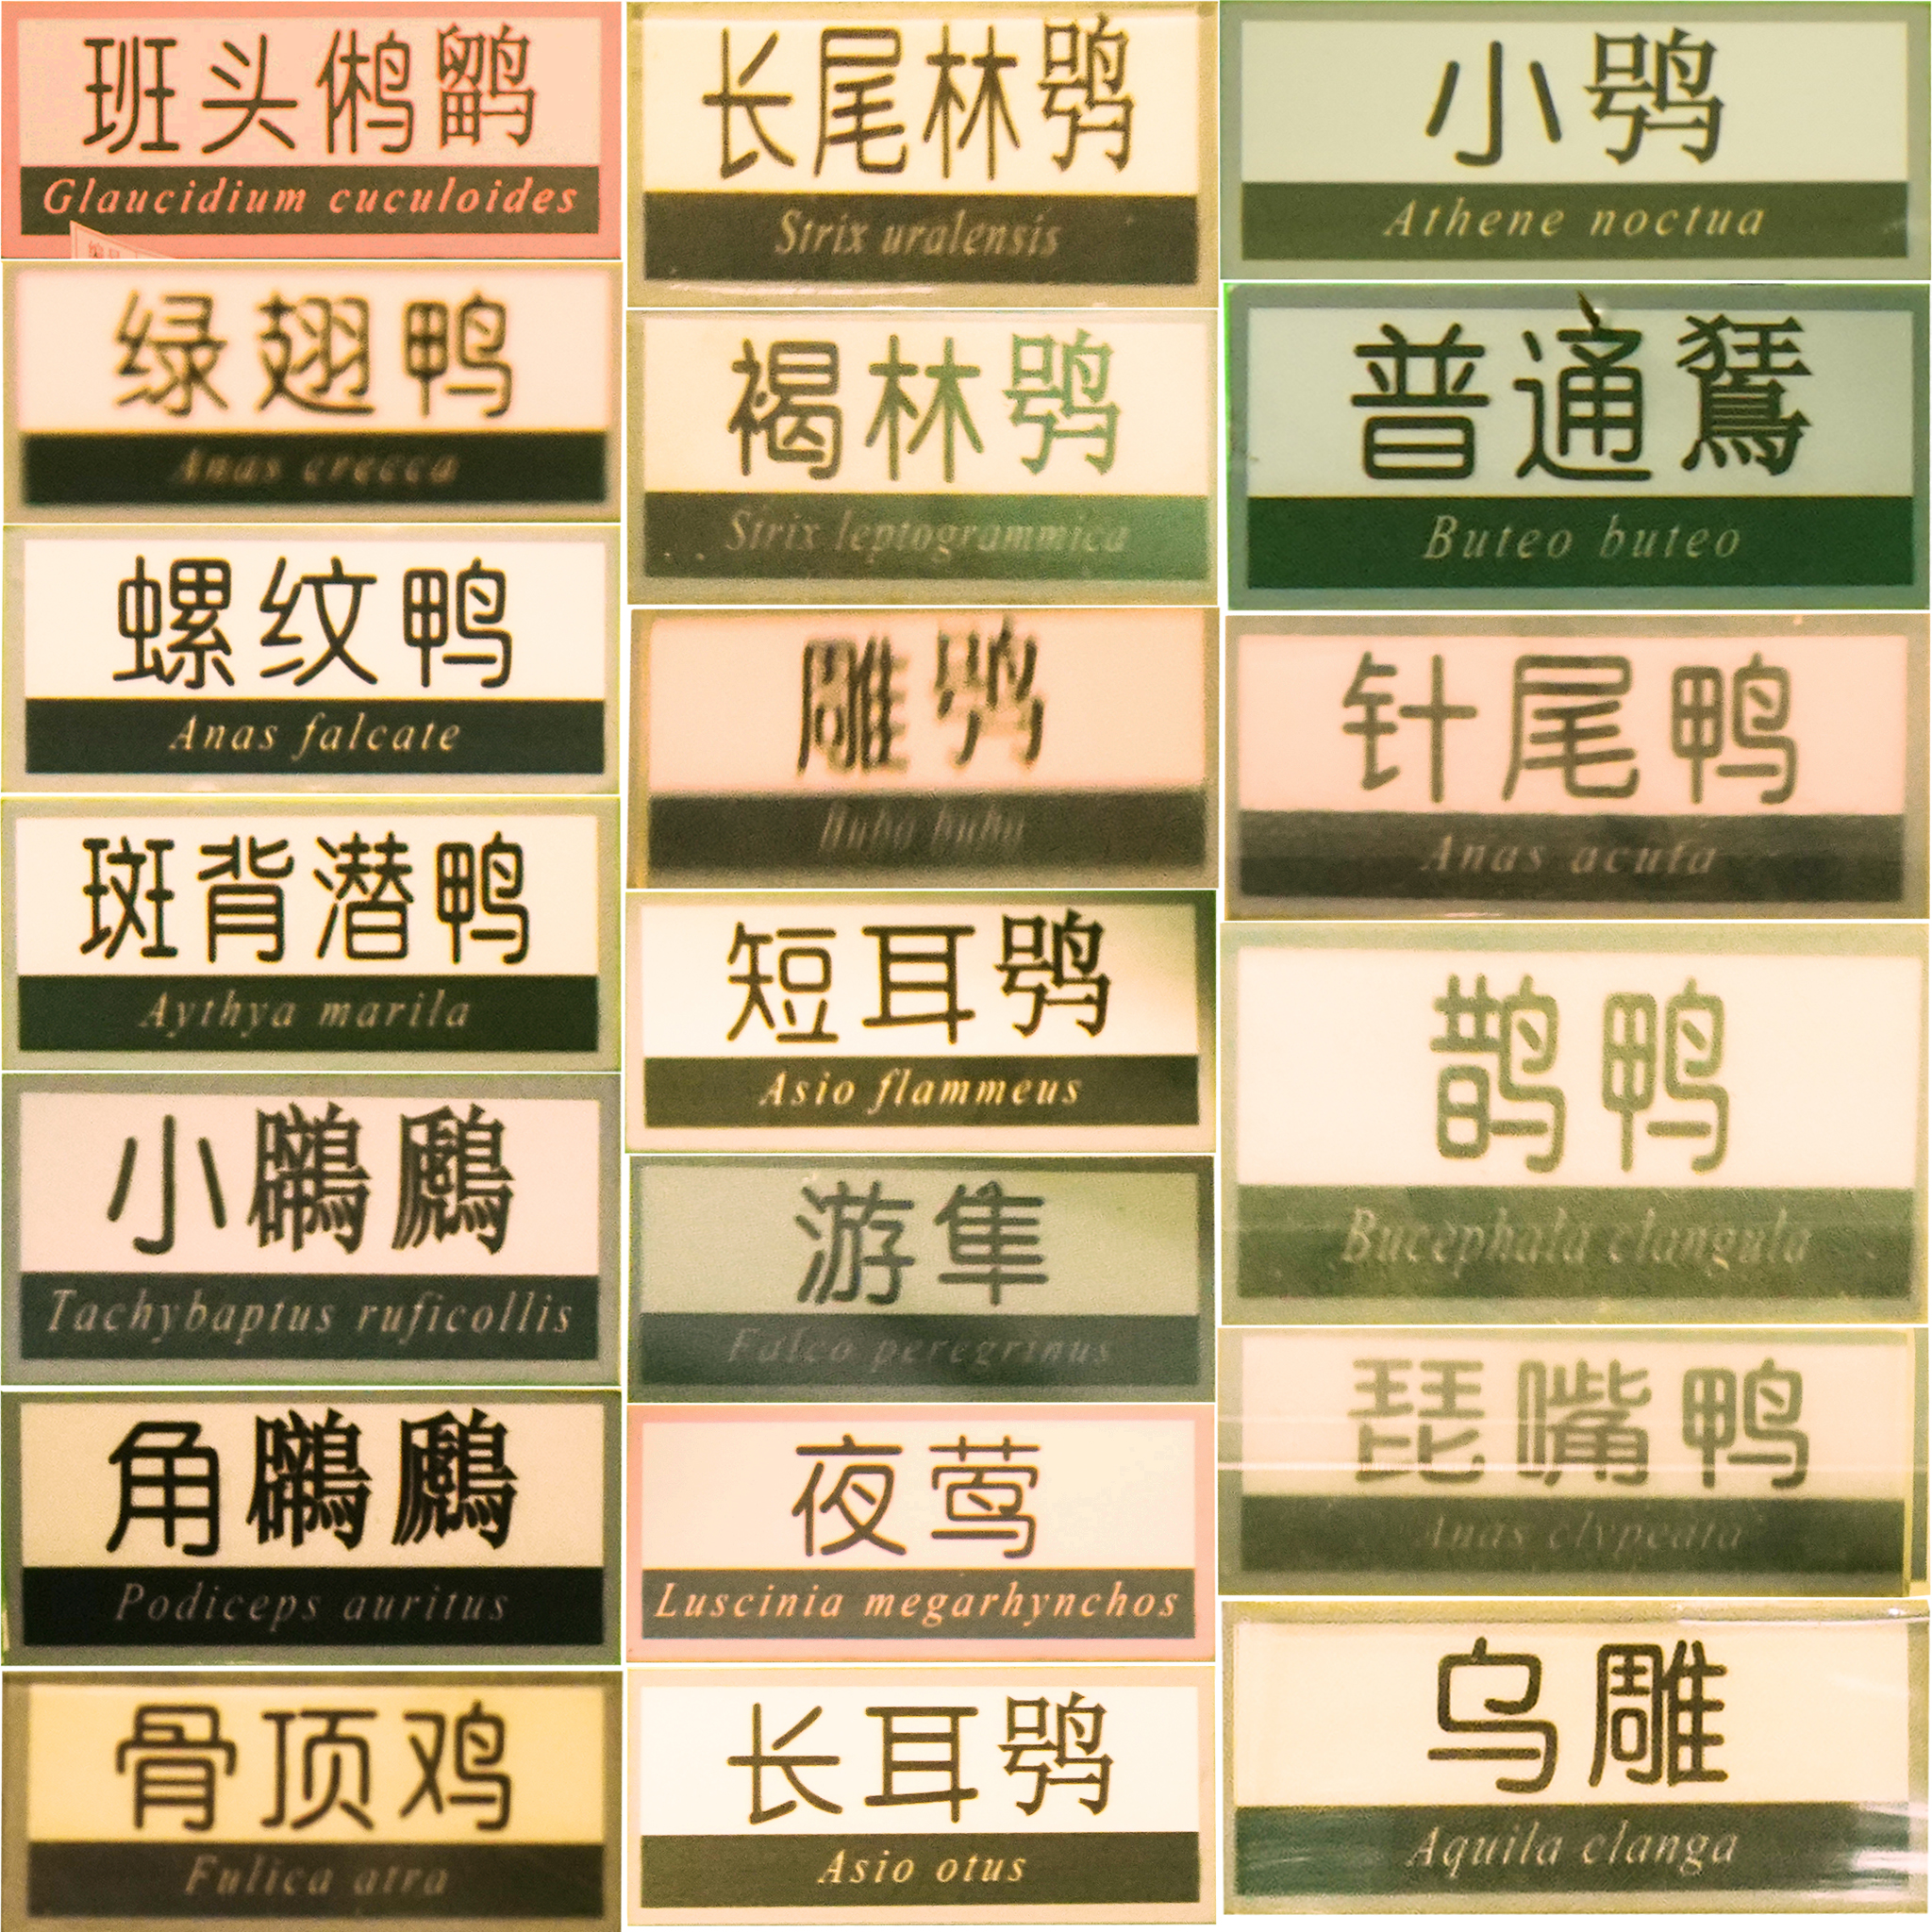 班头鸺鹠
Glaucidium cuculoides
编号
绿翅鸭
Anas crecca
螺纹鸭
Anas falcate
斑背潜鸭
Aythya marila
小鸊鷉
Tachybaptus ruficollis
角鸊鷉
Podiceps auritus
骨顶鸡
Fulica atra
长尾林鸮
Strix uralensis
褐林鸮
Strix leptogrammica
雕鸮
Bubo bubo
短耳鸮
Asio flammeus
游隼
Falco peregrinus
夜莺
Luscinia megarhynchos
长耳鸮
Asio otus
小鸮
Athene noctua
普通鵟
Buteo buteo
针尾鸭
Anas acuta
鹊鸭
Bucephala clangula
琵嘴鸭
Anas clypeata
乌雕
Aquila clanga